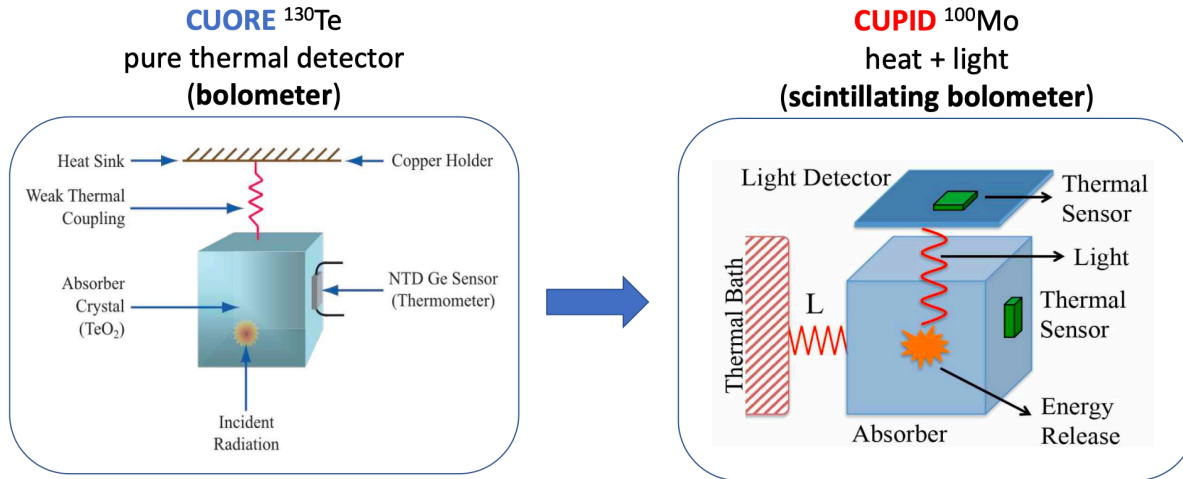 CUORE ¹³⁰Te
pure thermal detector
(bolometer)
Heat Sink
Copper Holder
Weak Thermal
Coupling
Absorber
Crystal
(TeO₂)
NTD Ge Sensor
(Thermometer)
Incident
Radiation
CUPID ¹⁰⁰Mo
heat + light
(scintillating bolometer)
Light Detector
Thermal
Sensor
Light
Thermal Bath
L
Thermal
Sensor
Energy
Release
Absorber